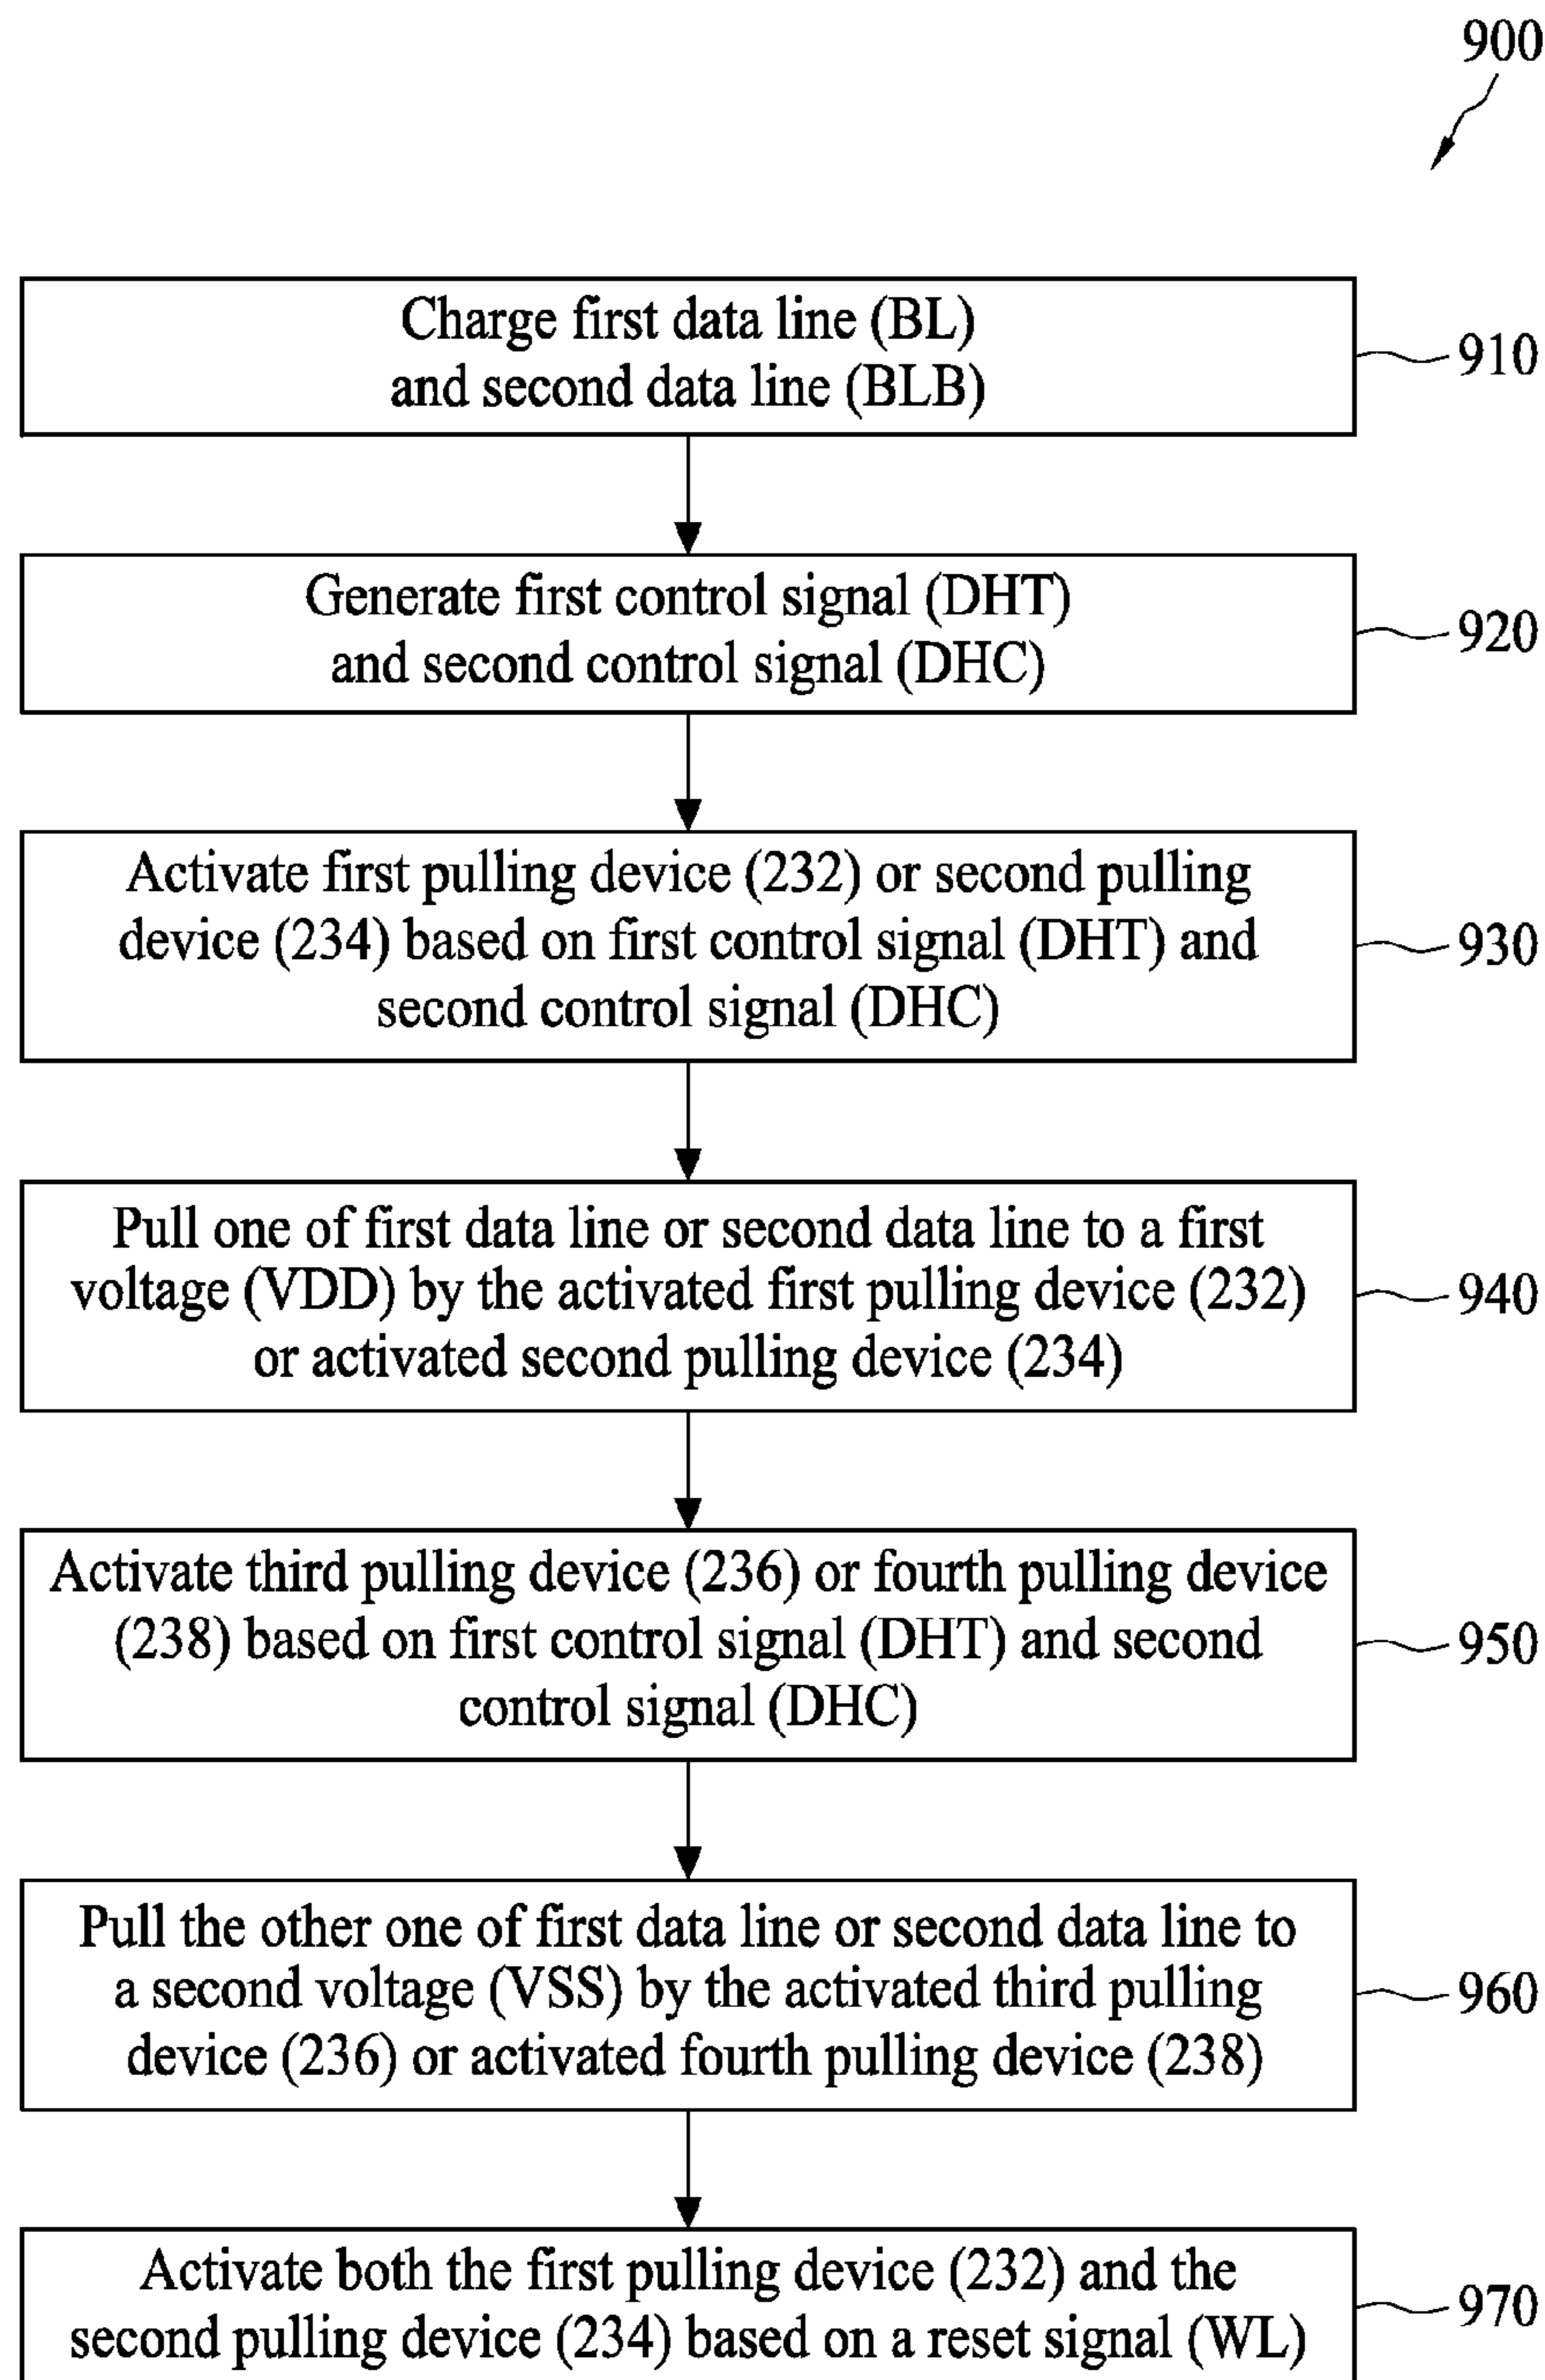 900
Charge first data line (BL)
and second data line (BLB)
910
Generate first control signal (DHT)
and second control signal (DHC)
920
Activate first pulling device (232) or second pulling
device (234) based on first control signal (DHT) and
second control signal (DHC)
930
Pull one of first data line or second data line to a first
voltage (VDD) by the activated first pulling device (232)
or activated second pulling device (234)
940
Activate third pulling device (236) or fourth pulling device
(238) based on first control signal (DHT) and second
control signal (DHC)
950
Pull the other one of first data line or second data line to
a second voltage (VSS) by the activated third pulling
device (236) or activated fourth pulling device (238)
960
Activate both the first pulling device (232) and the
second pulling device (234) based on a reset signal (WL)
970